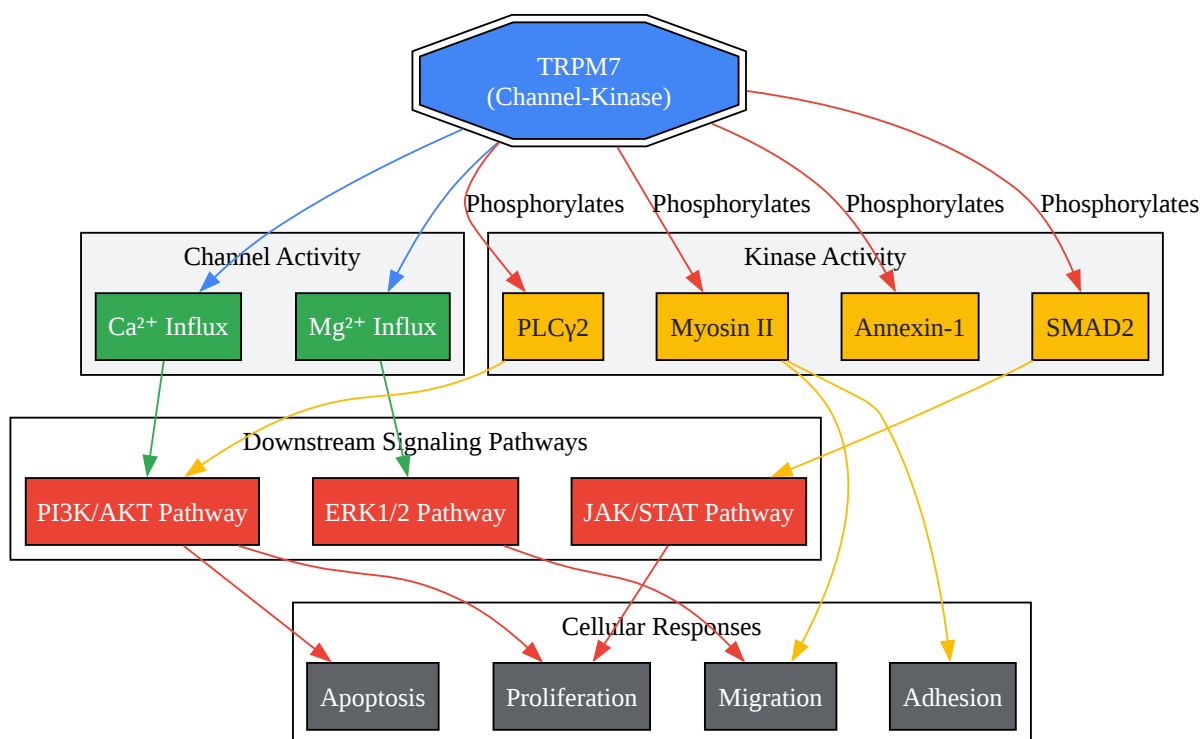 TRPM7
(Channel-Kinase)
Phosphorylates
Phosphorylates
Phosphorylates
Phosphorylates
Channel Activity
Kinase Activity
Ca²⁺ Influx
Mg²⁺ Influx
PLCγ2
Myosin II
Annexin-1
SMAD2
Downstream Signaling Pathways
PI3K/AKT Pathway
ERK1/2 Pathway
JAK/STAT Pathway
Cellular Responses
Apoptosis
Proliferation
Migration
Adhesion